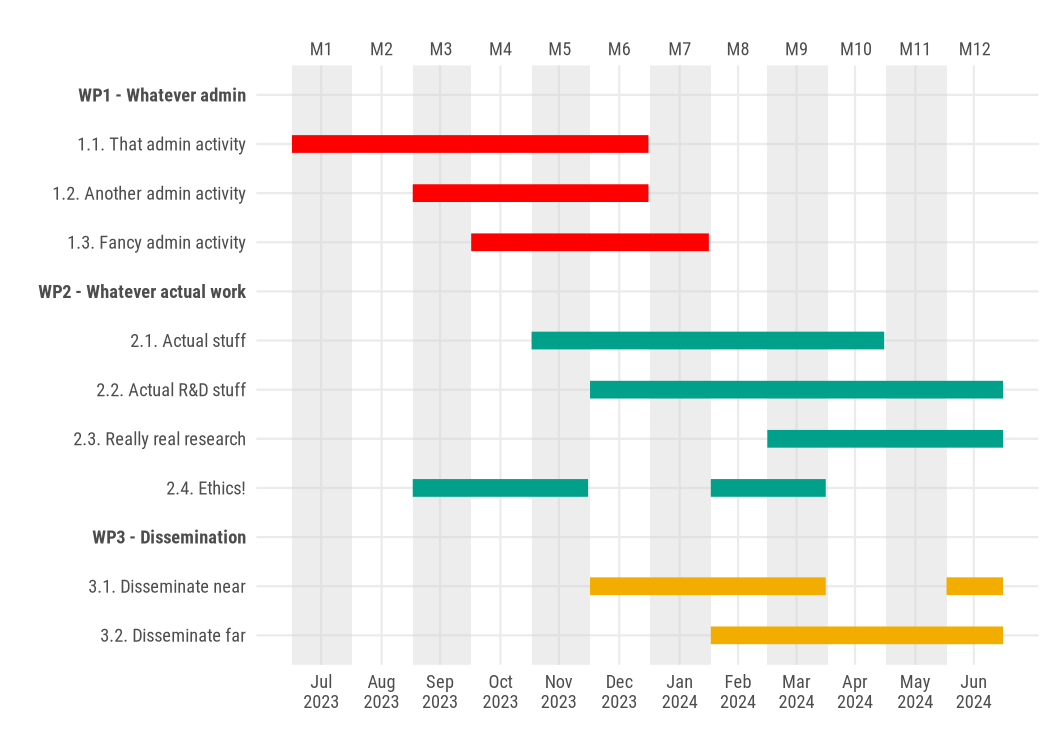 M1 M2 M3 M4 M5 M6 M7 M8 M9 M10 M11 M12
WP1 - Whatever admin
1.1. That admin activity
1.2. Another admin activity
1.3. Fancy admin activity
WP2 - Whatever actual work
2.1. Actual stuff
2.2. Actual R&D stuff
2.3. Really real research
2.4. Ethics!
WP3 - Dissemination
3.1. Disseminate near
3.2. Disseminate far
Jul Aug Sep Oct Nov Dec Jan Feb Mar Apr May Jun
2023 2023 2023 2023 2023 2023 2024 2024 2024 2024 2024 2024